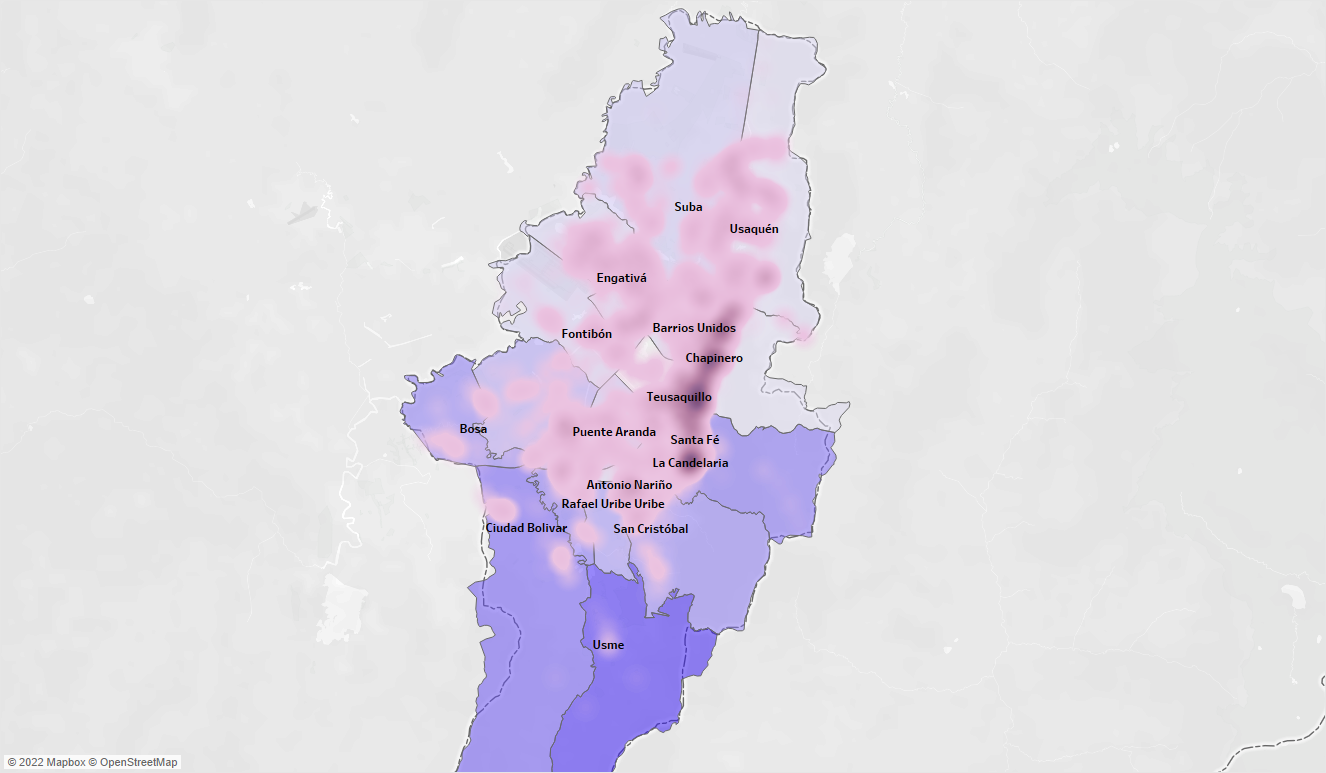 Suba
Usaquén
Engativá
Barrios Unidos
Fontibón
Chapinero
Teusaquillo
Bosa
Puente Aranda
Santa Fé
La Candelaria
Antonio Nariño
Rafael Uribe Uribe
Ciudad Bolivar
San Cristóbal
Usme
© 2022 Mapbox © OpenStreetMap